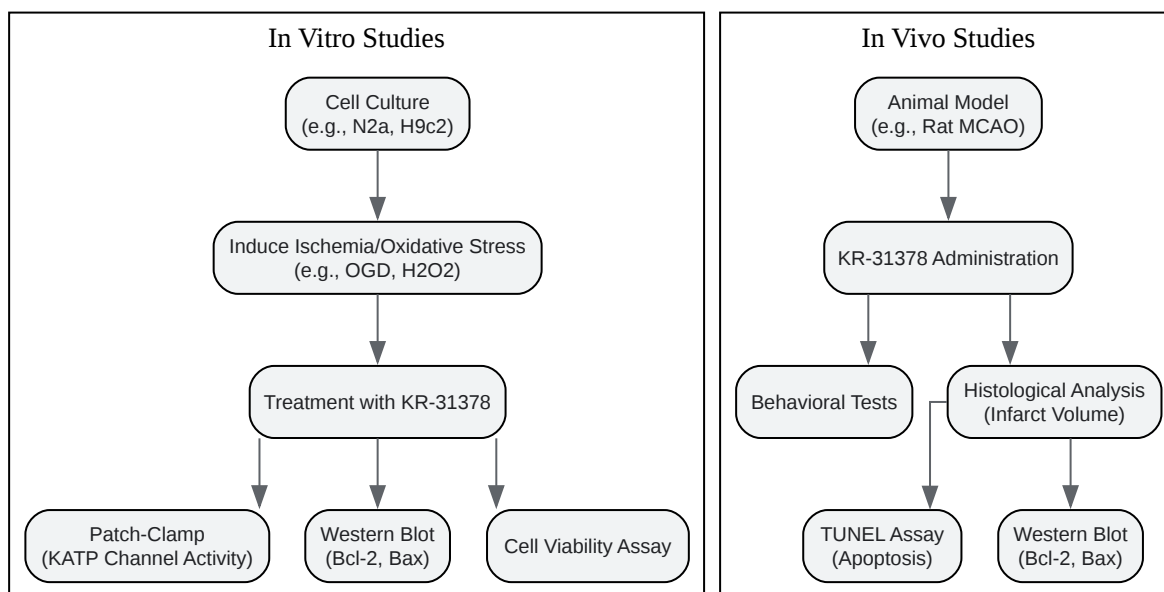 In Vitro Studies
Cell Culture
(e.g., N2a, H9c2)
Induce Ischemia/Oxidative Stress
(e.g., OGD, H2O2)
Treatment with KR-31378
Patch-Clamp
(KATP Channel Activity)
Western Blot
(Bcl-2, Bax)
Cell Viability Assay
In Vivo Studies
Animal Model
(e.g., Rat MCAO)
KR-31378 Administration
Behavioral Tests
Histological Analysis
(Infarct Volume)
TUNEL Assay
(Apoptosis)
Western Blot
(Bcl-2, Bax)